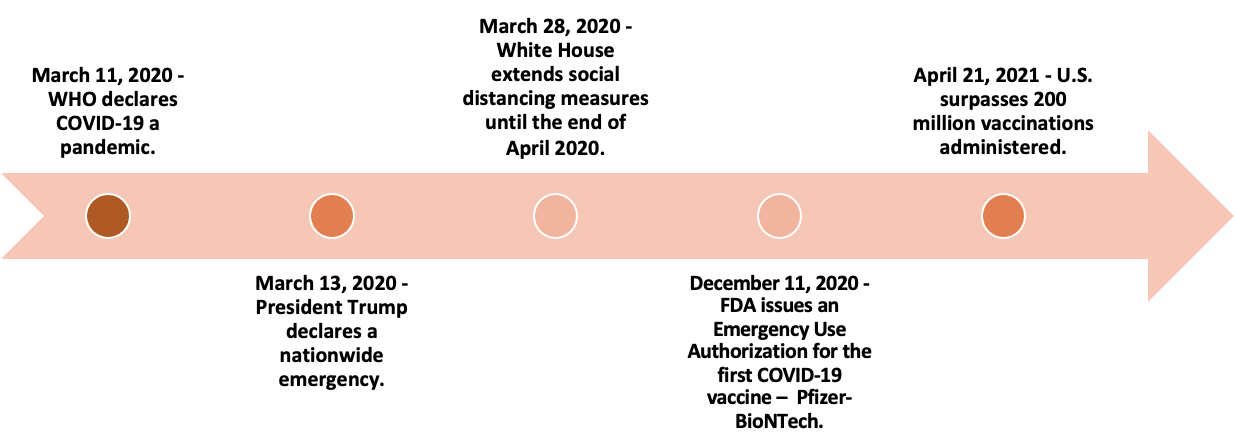 March 11, 2020 -
WHO declares
COVID-19 a
pandemic.
March 13, 2020 -
President Trump
declares a
nationwide
emergency.
March 28, 2020 -
White House
extends social
distancing measures
until the end of
April 2020.
December 11, 2020 -
FDA issues an
Emergency Use
Authorization for the
first COVID-19
vaccine – Pfizer-
BioNTech.
April 21, 2021 - U.S.
surpasses 200
million vaccinations
administered.